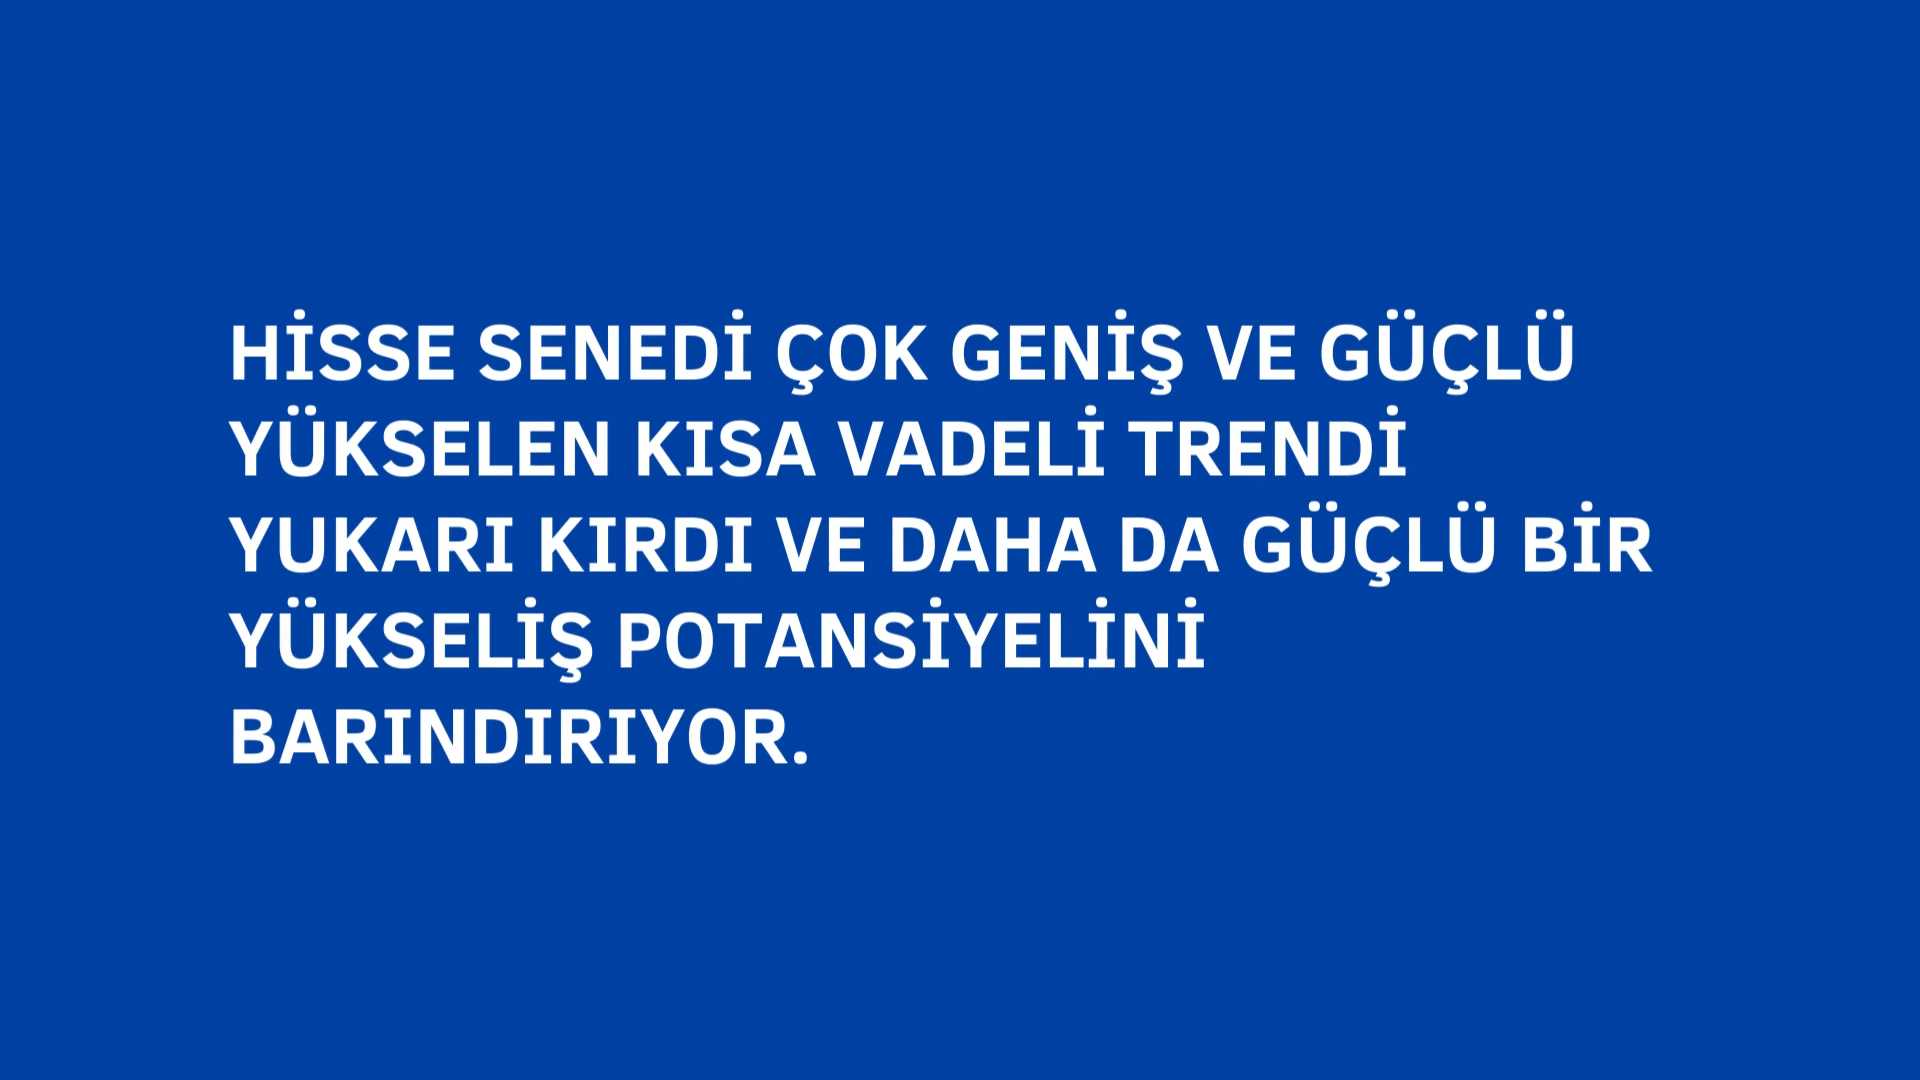 HİSSE SENEDİ ÇOK GENİŞ VE GÜÇLÜ
YÜKSELEN KISA VADELİ TRENDİ
YUKARI KIRDI VE DAHA DA GÜÇLÜ BİR
YÜKSELİŞ POTANSİYELİNİ
BARINDIRIYOR.